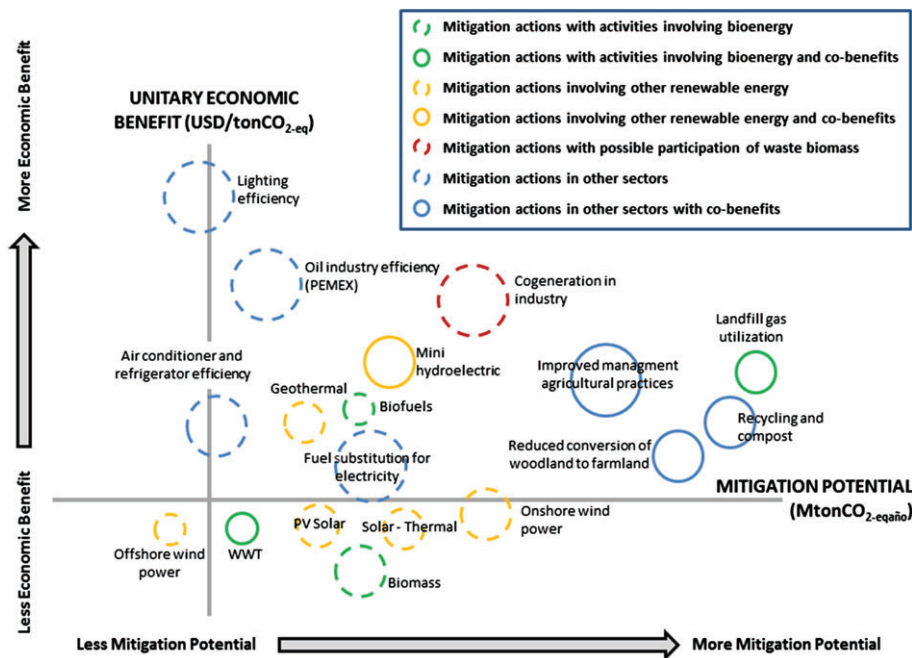 Mitigation actions with activities involving bioenergy
Mitigation actions with activities involving bioenergy and co-benefits
Mitigation actions involving other renewable energy
Mitigation actions involving other renewable energy and co-benefits
Mitigation actions with possible participation of waste biomass
Mitigation actions in other sectors
Mitigation actions in other sectors with co-benefits
More Economic Benefit
Less Economic Benefit
UNITARY ECONOMIC
BENEFIT (USD/tonCO2-eq)
Lighting
efficiency
Oil industry efficiency
(PEMEX)
Cogeneration in
industry
Landfill gas
utilization
Air conditioner and
refrigerator efficiency
Mini
hydroelectric
Improved managment
agricultural practices
Geothermal
Biofuels
Recycling and
compost
Fuel substitution for
electricity
Reduced conversion of
woodland to farmland
MITIGATION POTENTIAL
(MtonCO2-eqaño)
Offshore wind
power
WWT
PV Solar
Solar - Thermal
Onshore wind
power
Biomass
Less Mitigation Potential
More Mitigation Potential